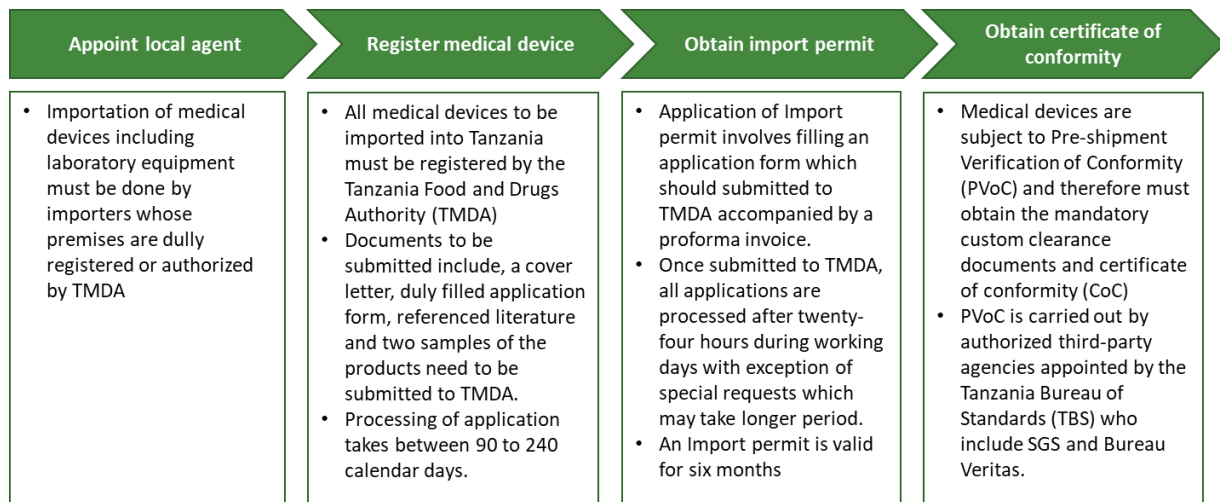 Appoint local agent
Register medical device
Obtain import permit
Obtain certificate of
conformity
• Importation of medical
devices including
laboratory equipment
must be done by
importers whose
premises are dully
registered or authorized
by TMDA
• All medical devices to be
imported into Tanzania
must be registered by the
Tanzania Food and Drugs
Authority (TMDA)
• Documents to be
submitted include, a cover
letter, duly filled application
form, referenced literature
and two samples of the
products need to be
submitted to TMDA.
• Processing of application
takes between 90 to 240
calendar days.
• Application of Import
permit involves filling an
application form which
should submitted to
TMDA accompanied by a
proforma invoice.
• Once submitted to TMDA,
all applications are
processed after twenty-
four hours during working
days with exception of
special requests which
may take longer period.
• An Import permit is valid
for six months
• Medical devices are
subject to Pre-shipment
Verification of Conformity
(PVoC) and therefore must
obtain the mandatory
custom clearance
documents and certificate
of conformity (CoC)
• PVoC is carried out by
authorized third-party
agencies appointed by the
Tanzania Bureau of
Standards (TBS) who
include SGS and Bureau
Veritas.